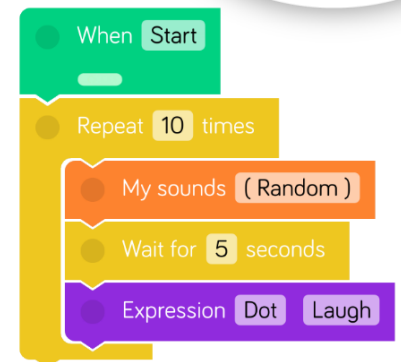 When Start
Repeat 10 times
My sounds ( Random )
Wait for 5 seconds
Expression Dot Laugh